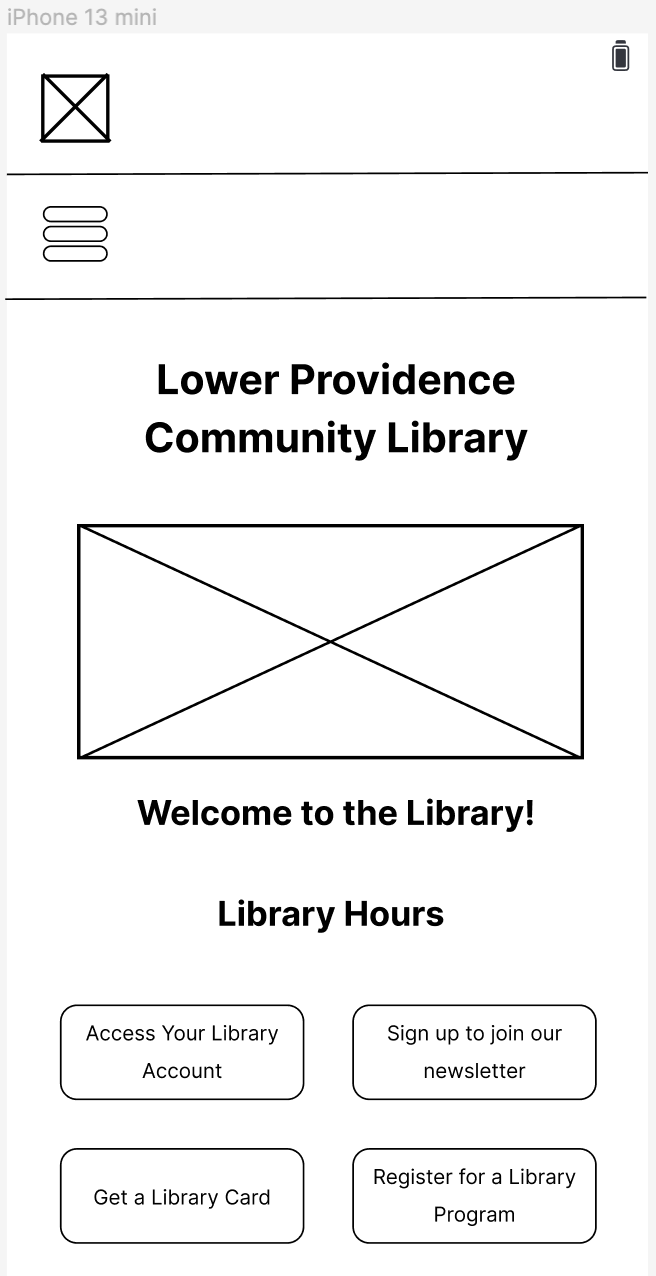 iPhone 13 mini
Lower Providence
Community Library
Welcome to the Library!
Library Hours
Access Your Library
Account
Sign up to join our
newsletter
Get a Library Card
Register for a Library
Program